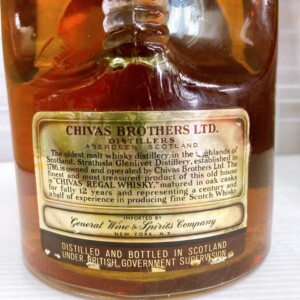 CHIVAS BROTHERS LTD.
DISTILLERS
ABERDEEN SCOTLAND
The oldest malt whisky distillery in the Highlands of
Scotland, Strathisla Glenlivet Distillery, established in
1786, is owned and operated by Chivas Brothers Ltd. The
finest and most treasured product of this old house
is "CHIVAS REGAL WHISKY," matured in oak casks
for fully 12 years and representing a century and a
half of experience in producing fine Scotch Whisky
IMPORTED BY
General Wine & Spirits Company
NEW YORK, N.Y.
DISTILLED AND BOTTLED IN SCOTLAND
UNDER BRITISH GOVERNMENT SUPERVISION